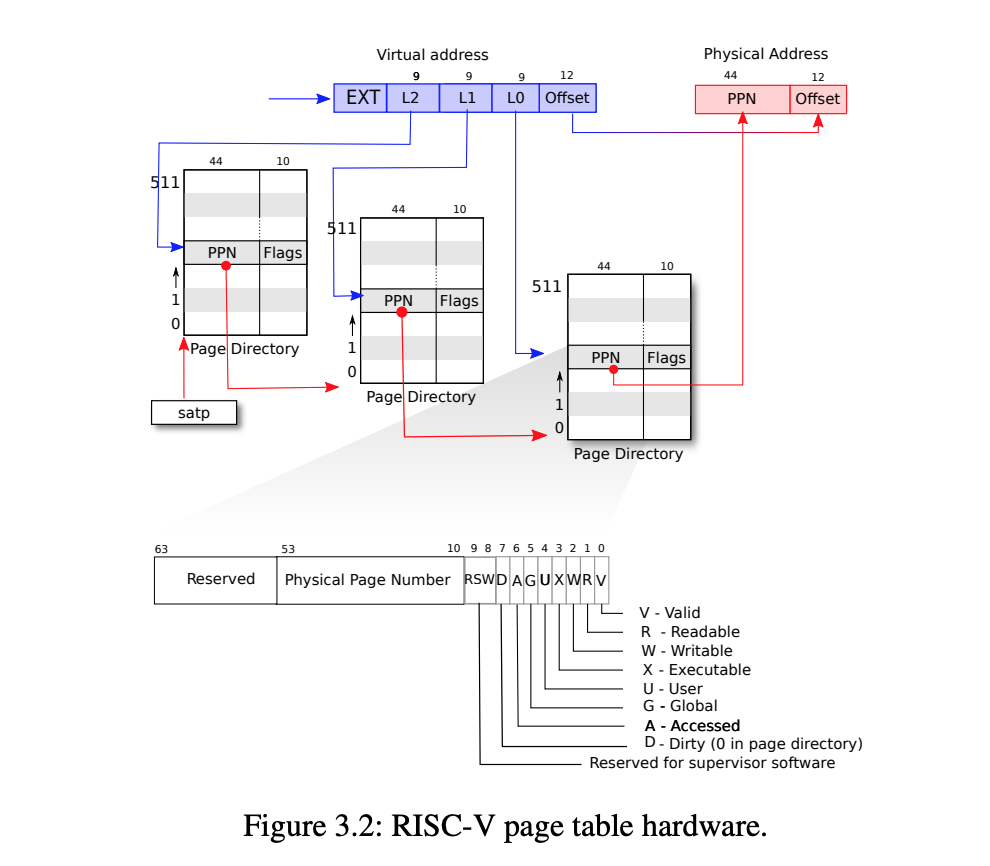 Virtual address
Physical Address
9 9 9 12
44 12
EXT L2 L1 L0 Offset
PPN Offset
44 10
511
PPN Flags
1
0
Page Directory
satp
44 10
511
PPN Flags
1
0
Page Directory
44 10
511
PPN Flags
1
0
Page Directory
63 53 10 9 8 7 6 5 4 3 2 1 0
Reserved Physical Page Number RSW D A G U X W R V
V - Valid
R - Readable
W - Writable
X - Executable
U - User
G - Global
A - Accessed
D - Dirty (0 in page directory)
Reserved for supervisor software
Figure 3.2: RISC-V page table hardware.